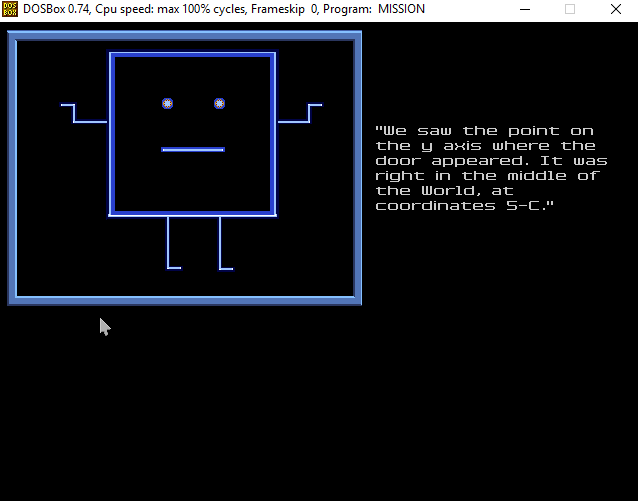 DOS
BOX
DOSBox 0.74, Cpu speed: max 100% cycles, Frameskip  0, Program:  MISSION
"We saw the point on
the y axis where the
door appeared. It was
right in the middle of
the World, at
coordinates 5-C."